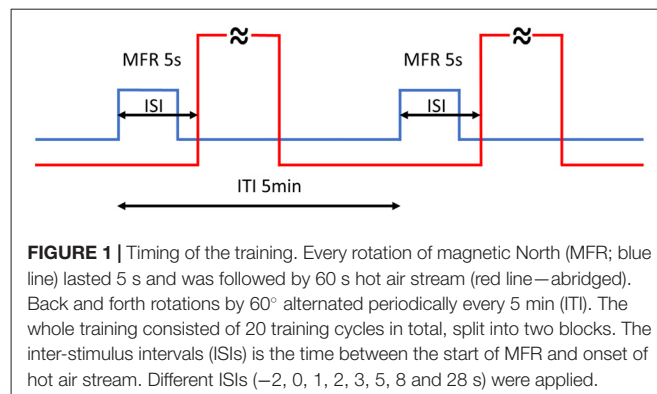 MFR 5s
MFR 5s
ISI
ISI
ITI 5min
FIGURE 1 | Timing of the training. Every rotation of magnetic North (MFR; blue
line) lasted 5 s and was followed by 60 s hot air stream (red line—abridged).
Back and forth rotations by 60° alternated periodically every 5 min (ITI). The
whole training consisted of 20 training cycles in total, split into two blocks. The
inter-stimulus intervals (ISIs) is the time between the start of MFR and onset of
hot air stream. Different ISIs (−2, 0, 1, 2, 3, 5, 8 and 28 s) were applied.